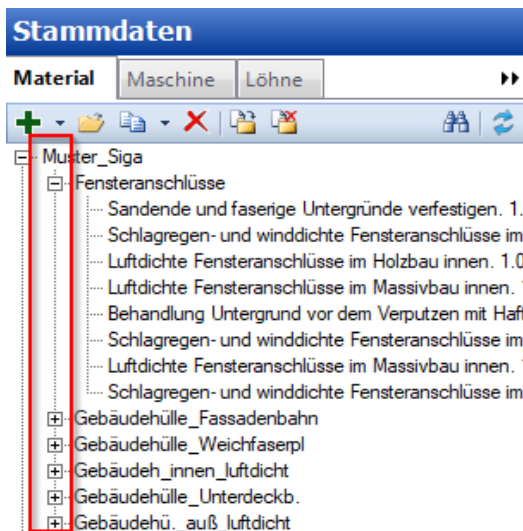 Stammdaten
Material Maschine Löhne
Muster_Siga
Fensteranschlüsse
Sandende und faserige Untergründe verfestigen. 1.
Schlagregen- und winddichte Fensteranschlüsse im
Luftdichte Fensteranschlüsse im Holzbau innen. 1.0
Luftdichte Fensteranschlüsse im Massivbau innen.
Behandlung Untergrund vor dem Verputzen mit Haft
Schlagregen- und winddichte Fensteranschlüsse im
Luftdichte Fensteranschlüsse im Massivbau innen.
Schlagregen- und winddichte Fensteranschlüsse im
Gebäudehülle_Fassadenbahn
Gebäudehülle_Weichfaserpl
Gebäudeh_innen_luftdicht
Gebäudehülle_Unterdeckb.
Gebäudehü._auß_luftdicht